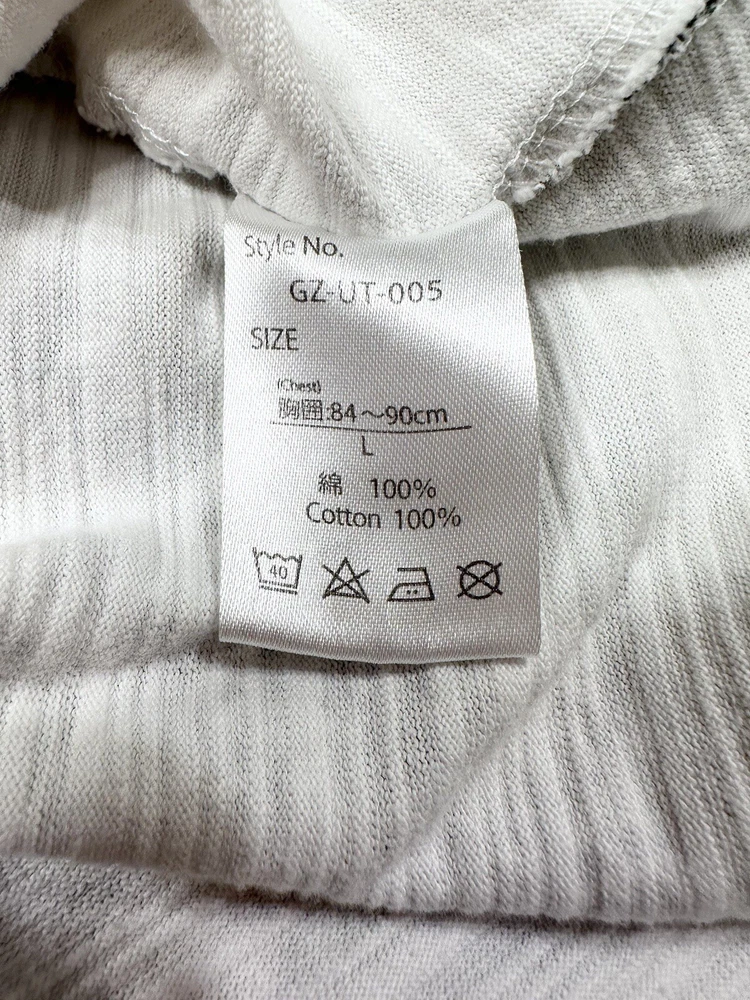 Style No.
GZ-UT-005
SIZE
(Chest)
胸囲:84～90cm
L
綿 100%
Cotton 100%
40